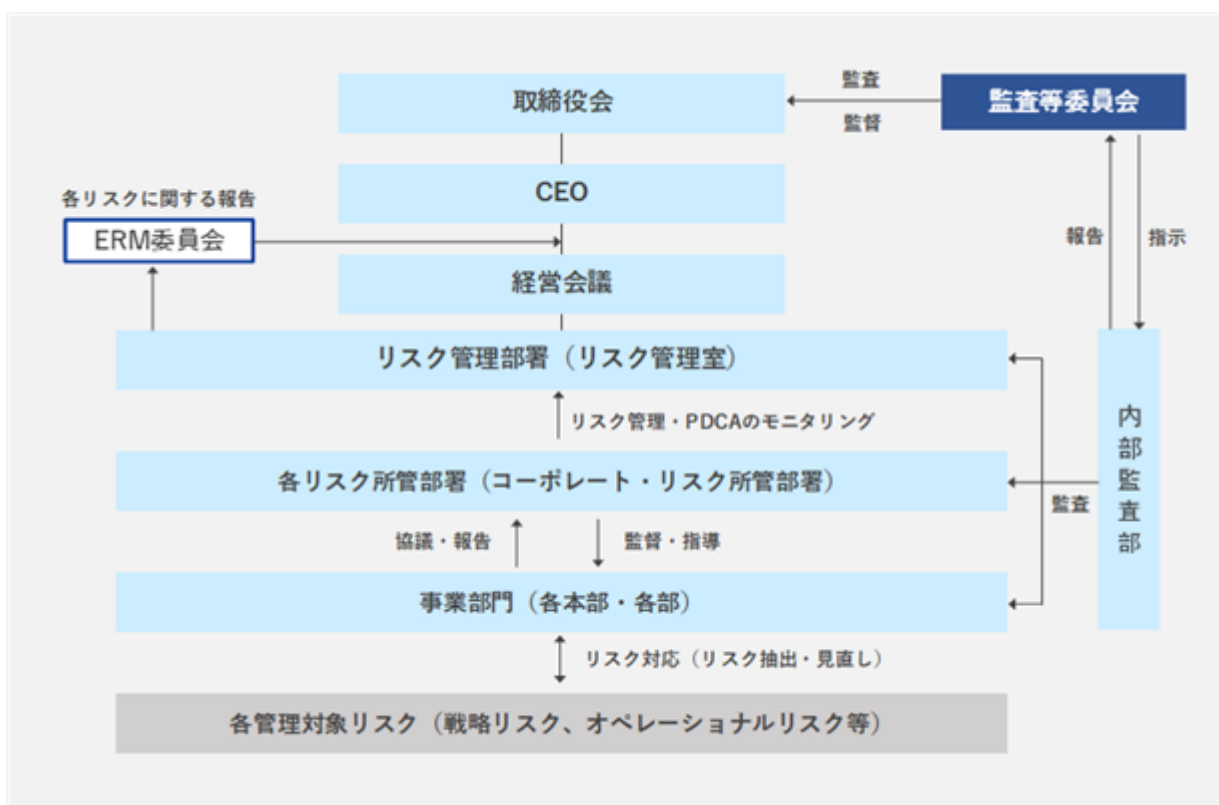 取締役会
監査
監督
監査等委員会
CEO
各リスクに関する報告
ERM委員会
報告
指示
経営会議
リスク管理部署（リスク管理室）
リスク管理・PDCAのモニタリング
内部監査部
各リスク所管部署（コーポレート・リスク所管部署）
監査
協議・報告
監督・指導
事業部門（各本部・各部）
リスク対応（リスク抽出・見直し）
各管理対象リスク（戦略リスク、オペレーショナルリスク等）